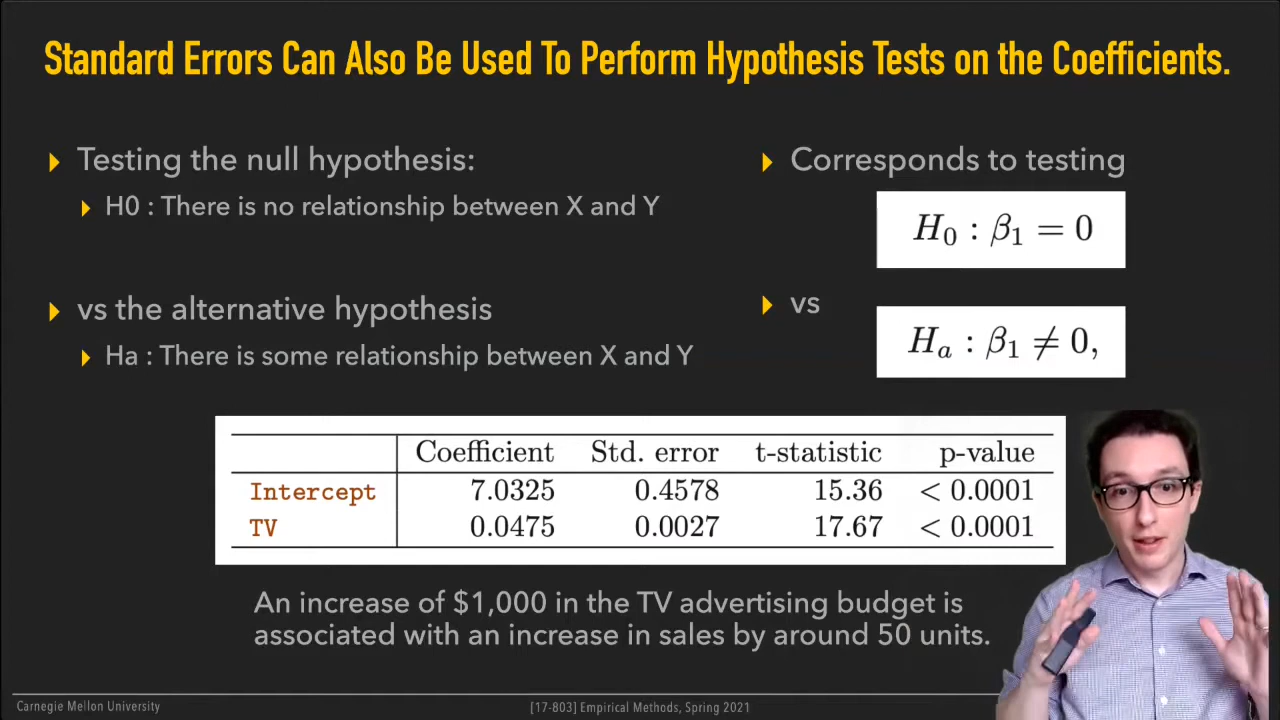 Standard Errors Can Also Be Used To Perform Hypothesis Tests on the Coefficients.
Testing the null hypothesis:
H0 : There is no relationship between X and Y
vs the alternative hypothesis
Ha : There is some relationship between X and Y
Corresponds to testing
H₀ : β₁ = 0
vs
Hₐ : β₁ ≠ 0,
Coefficient Std. error t-statistic p-value
Intercept 7.0325 0.4578 15.36 < 0.0001
TV 0.0475 0.0027 17.67 < 0.0001
An increase of $1,000 in the TV advertising budget is
associated with an increase in sales by around 50 units.
Carnegie Mellon University
[17-803] Empirical Methods, Spring 2021